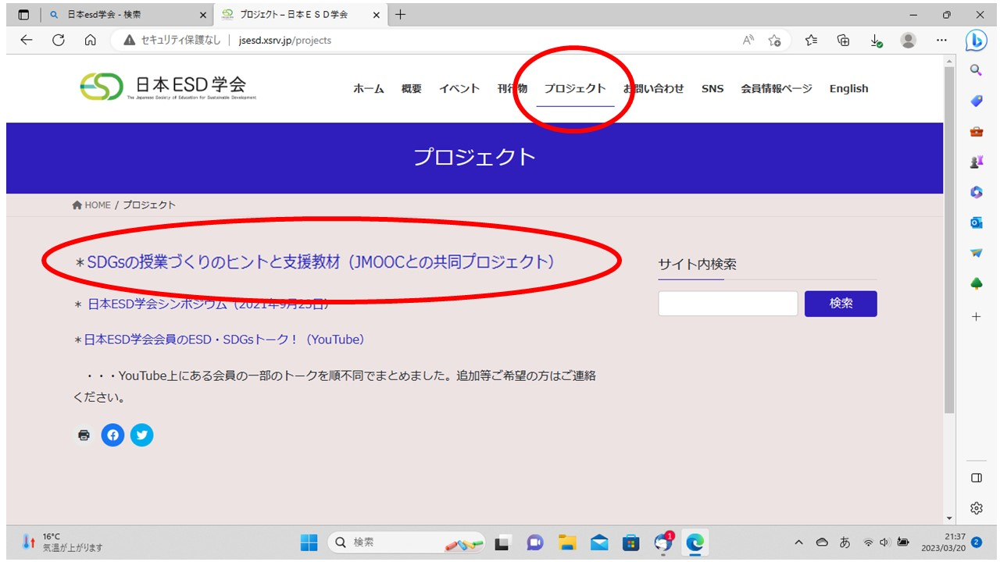 日本esd学会 - 検索
プロジェクト – 日本ＥＳＤ学会
セキュリティ保護なし
jsesd.xsrv.jp/projects
日本ESD学会
The Japanese Society of Education for Sustainable Development
ホーム 概要 イベント 刊行物 プロジェクト お問い合わせ SNS 会員情報ページ English
プロジェクト
HOME / プロジェクト
＊SDGsの授業づくりのヒントと支援教材（JMOOCとの共同プロジェクト）
サイト内検索
＊ 日本ESD学会シンポジウム（2021年9月23日）
検索
＊日本ESD学会会員のESD・SDGsトーク！（YouTube）
・・・YouTube上にある会員の一部のトークを順不同でまとめました。追加等ご希望の方はご連絡
ください。
16°C
気温が上がります
検索
1
あ
21:37
2023/03/20
2